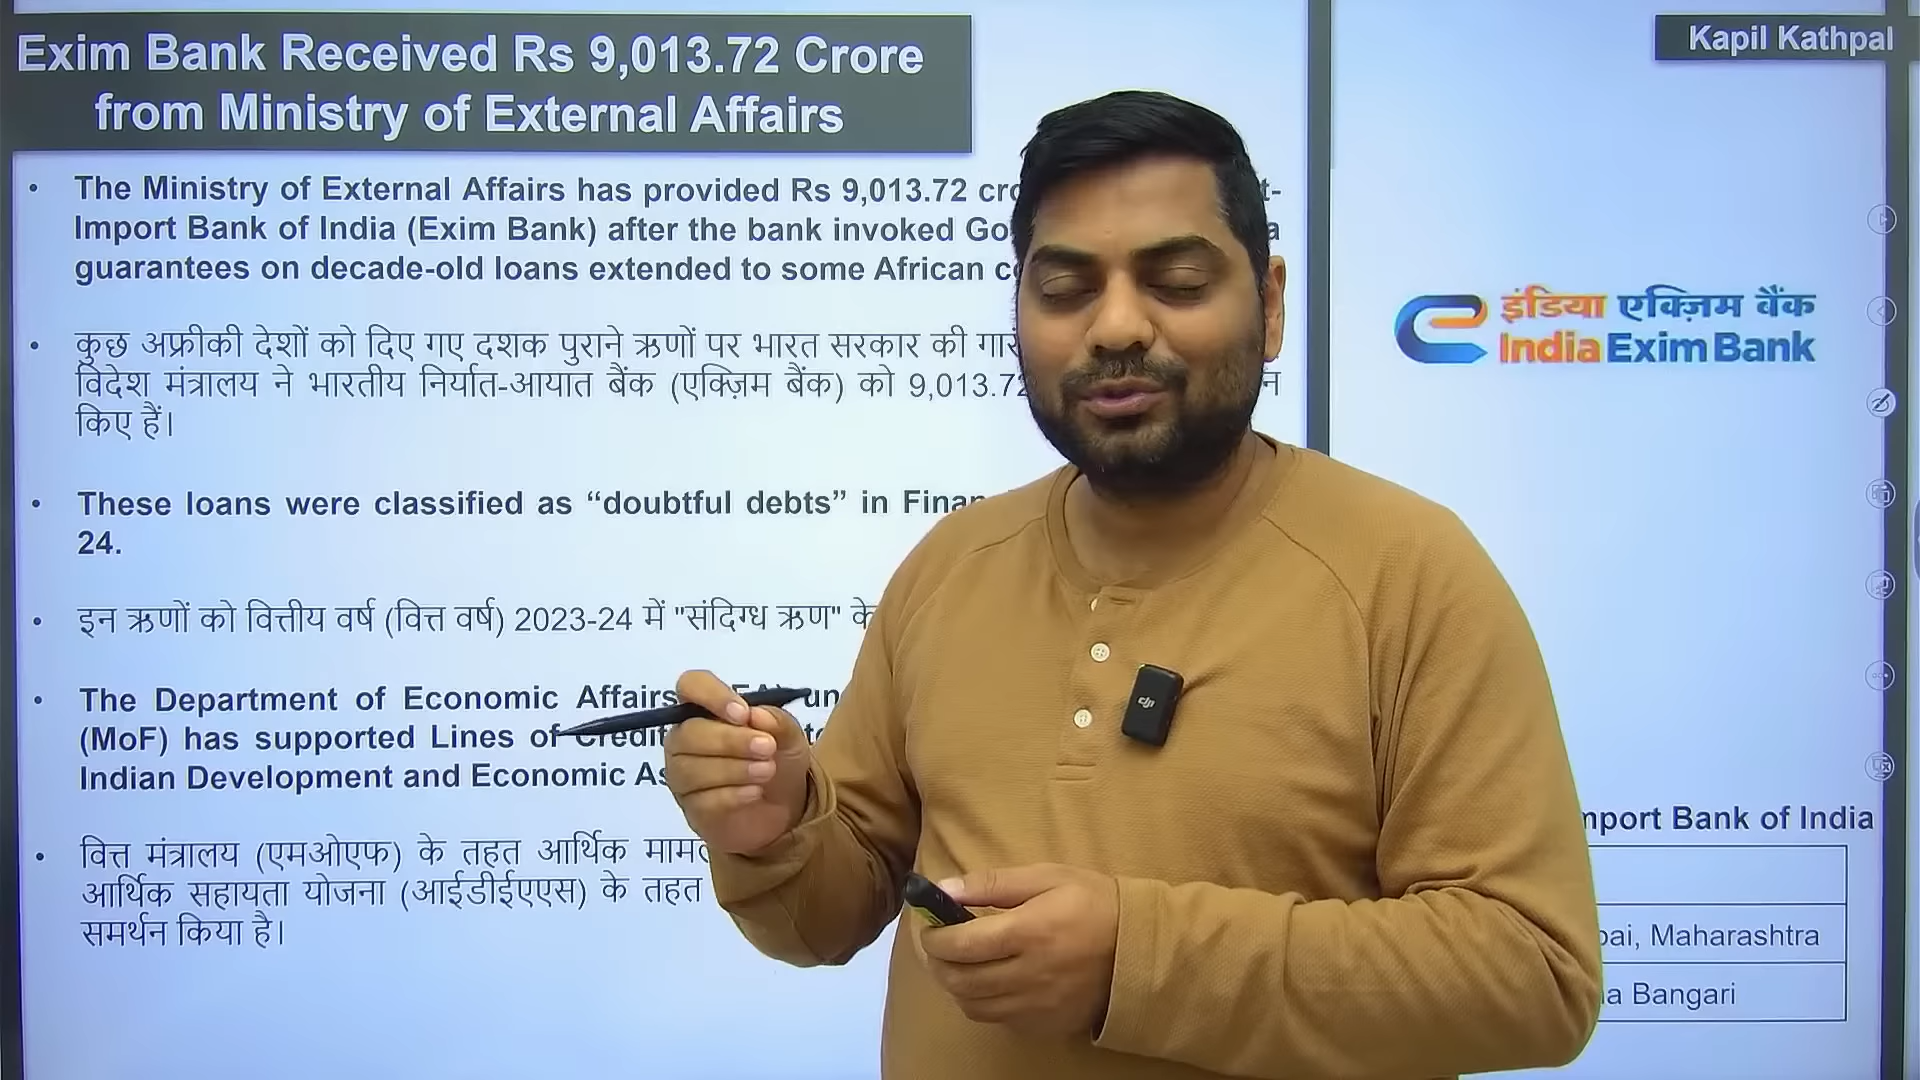 Exim Bank Received Rs 9,013.72 Crore
from Ministry of External Affairs
Kapil Kathpal
• The Ministry of External Affairs has provided Rs 9,013.72 t-
Import Bank of India (Exim Bank) after the bank invoked a
guarantees on decade-old loans extended to some African
• कुछ अफ्रीकी देशों को दिए गए दशक पुराने ऋणों पर भारत सरकार की
विदेश मंत्रालय ने भारतीय निर्यात-आयात बैंक (एक्ज़िम बैंक) को 9,013.72 न
किए हैं।
• These loans were classified as “doubtful debts” in
24.
• इन ऋणों को वित्तीय वर्ष (वित्त वर्ष) 2023-24 में "संदिग्ध ऋण" के
• The Department of Economic Affairs
(MoF) has supported Lines of Credit
Indian Development and Economic
• वित्त मंत्रालय (एमओएफ) के तहत आर्थिक
आर्थिक सहायता योजना (आईडीईएएस) के तहत
समर्थन किया है।
इंडिया एक्ज़िम बैंक
India Exim Bank
mport Bank of India
bai, Maharashtra
a Bangari
dji